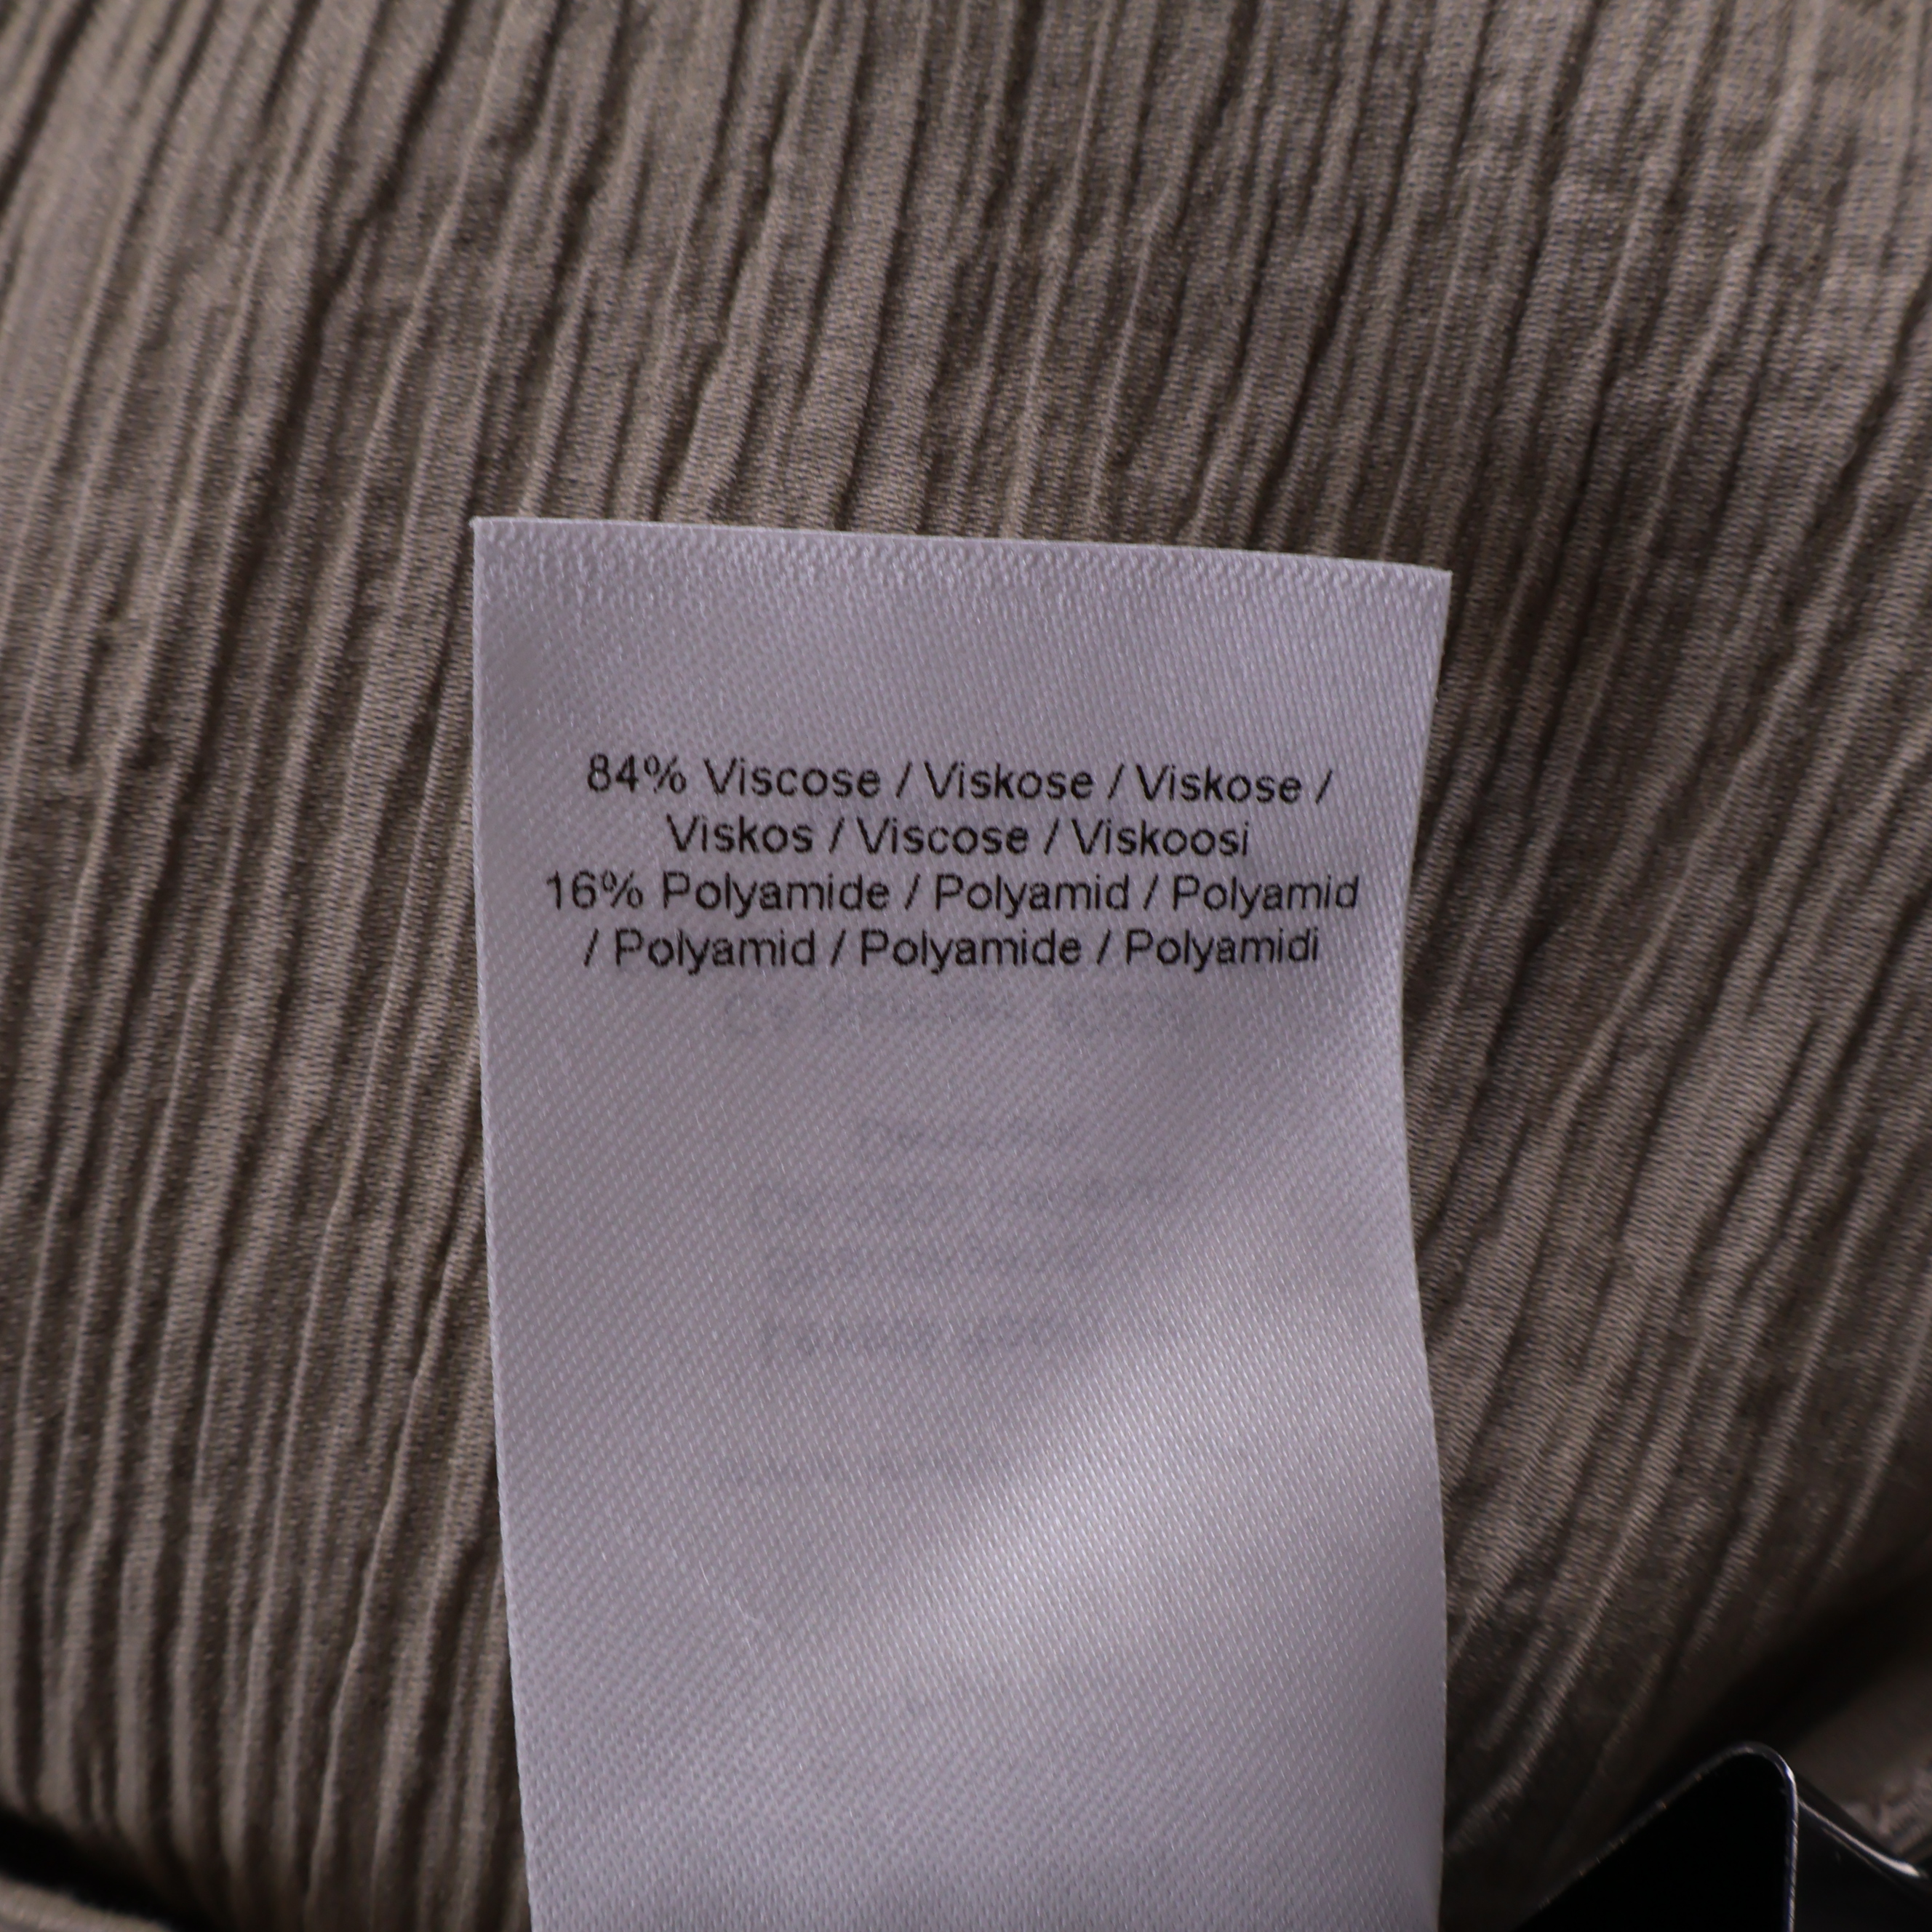 84% Viscose / Viskose / Viskose /
Viskos / Viscose / Viskoosi
16% Polyamide / Polyamid / Polyamid
/ Polyamid / Polyamide / Polyamidi